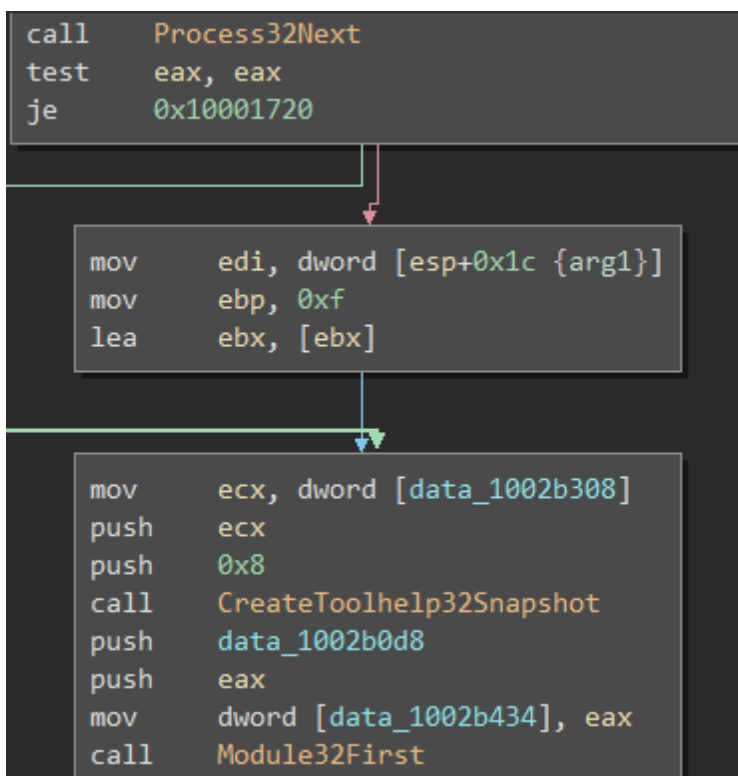 call Process32Next
test eax, eax
je 0x10001720
mov edi, dword [esp+0x1c {arg1}]
mov ebp, 0xf
lea ebx, [ebx]
mov ecx, dword [data_1002b308]
push ecx
push 0x8
call CreateToolhelp32Snapshot
push data_1002b0d8
push eax
mov dword [data_1002b434], eax
call Module32First